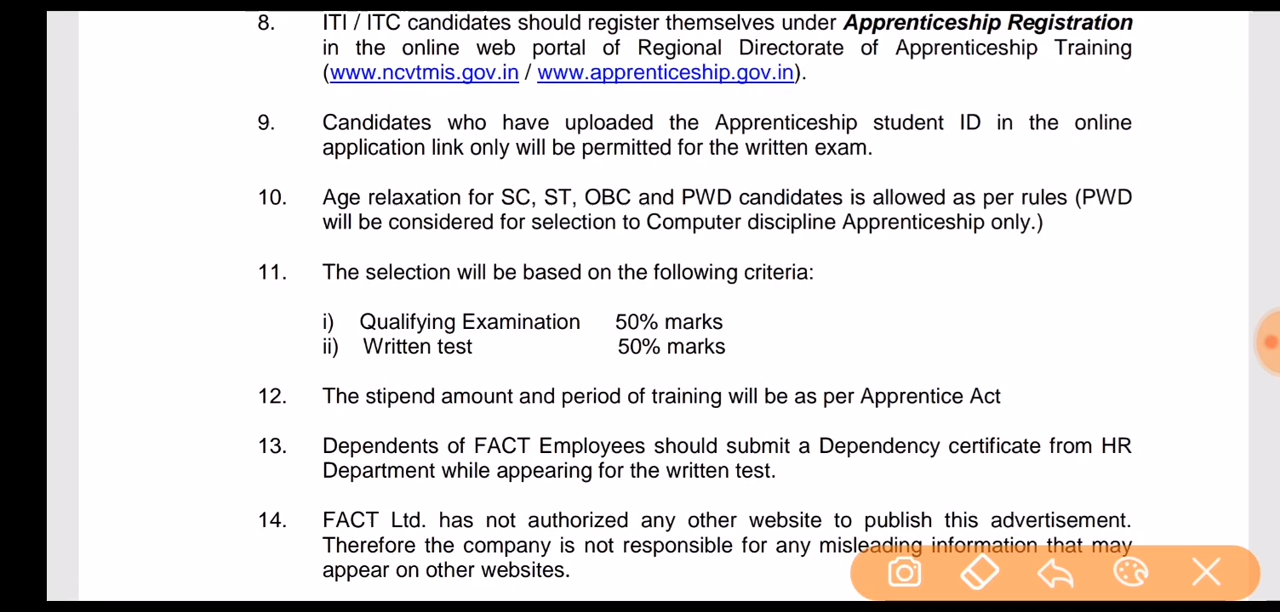 8. ITI / ITC candidates should register themselves under Apprenticeship Registration
in the online web portal of Regional Directorate of Apprenticeship Training
(www.ncvtmis.gov.in / www.apprenticeship.gov.in).
9. Candidates who have uploaded the Apprenticeship student ID in the online
application link only will be permitted for the written exam.
10. Age relaxation for SC, ST, OBC and PWD candidates is allowed as per rules (PWD
will be considered for selection to Computer discipline Apprenticeship only.)
11. The selection will be based on the following criteria:
i) Qualifying Examination 50% marks
ii) Written test 50% marks
12. The stipend amount and period of training will be as per Apprentice Act
13. Dependents of FACT Employees should submit a Dependency certificate from HR
Department while appearing for the written test.
14. FACT Ltd. has not authorized any other website to publish this advertisement.
Therefore the company is not responsible for any misleading information that may
appear on other websites.